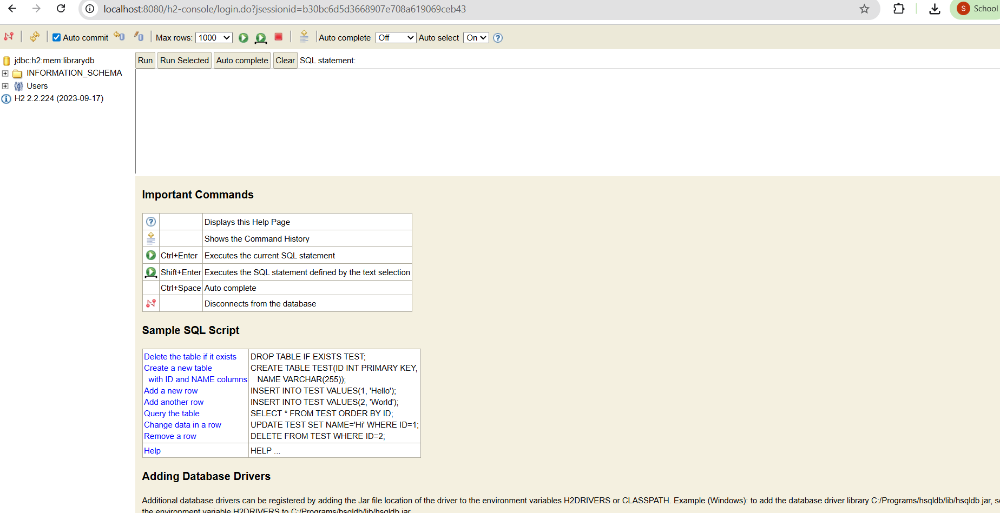 localhost:8080/h2-console/login.do?jsessionid=b30bc6d5d3668907e708a619069ceb43
S School
Auto commit Max rows: 1000 Auto complete Off Auto select On
jdbc:h2:mem:librarydb
INFORMATION_SCHEMA
Users
H2 2.2.224 (2023-09-17)
Run Run Selected Auto complete Clear SQL statement:
Important Commands
Displays this Help Page
Shows the Command History
Ctrl+Enter Executes the current SQL statement
Shift+Enter Executes the SQL statement defined by the text selection
Ctrl+Space Auto complete
Disconnects from the database
Sample SQL Script
Delete the table if it exists DROP TABLE IF EXISTS TEST;
Create a new table CREATE TABLE TEST(ID INT PRIMARY KEY,
with ID and NAME columns NAME VARCHAR(255));
Add a new row INSERT INTO TEST VALUES(1, 'Hello');
Add another row INSERT INTO TEST VALUES(2, 'World');
Query the table SELECT * FROM TEST ORDER BY ID;
Change data in a row UPDATE TEST SET NAME='Hi' WHERE ID=1;
Remove a row DELETE FROM TEST WHERE ID=2;
Help HELP ...
Adding Database Drivers
Additional database drivers can be registered by adding the Jar file location of the driver to the environment variables H2DRIVERS or CLASSPATH. Example (Windows): to add the database driver library C:/Programs/hsqldb/lib/hsqldb.jar,
the environment variable H2DRIVERS to C:/Programs/hsqldb/lib/hsqldb.jar.